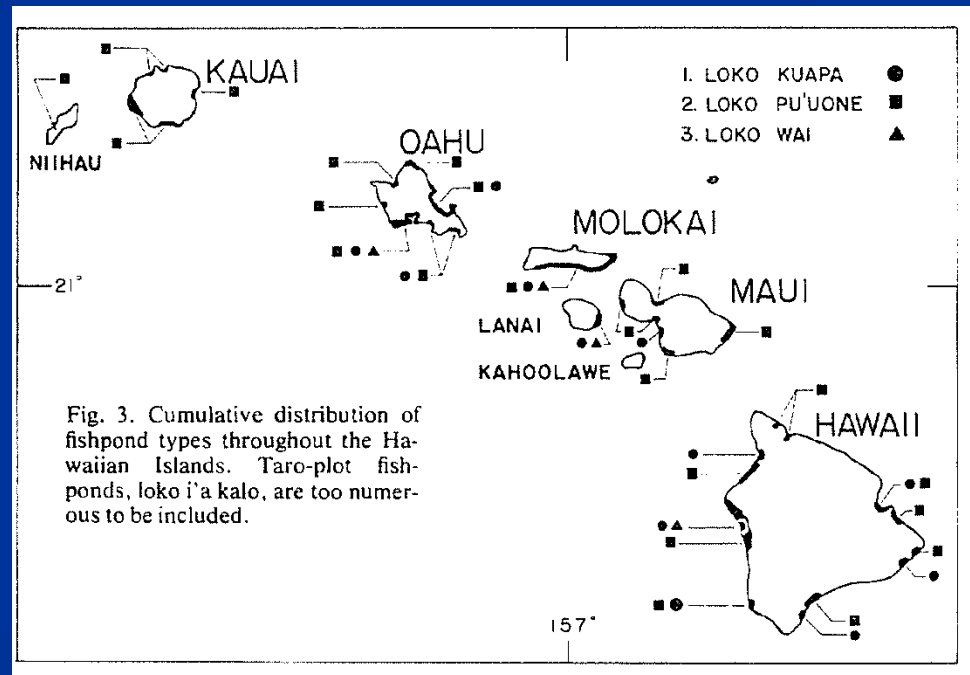 KAUAI
NIIHAU
OAHU
1. LOKO KUAPA
2. LOKO PU'UONE
3. LOKO WAI
MOLOKAI
21°
MAUI
LANAI
KAHOOLAWE
HAWAII
Fig. 3. Cumulative distribution of
fishpond types throughout the Ha-
waiian Islands. Taro-plot fish-
ponds, loko i'a kalo, are too numer-
ous to be included.
157°